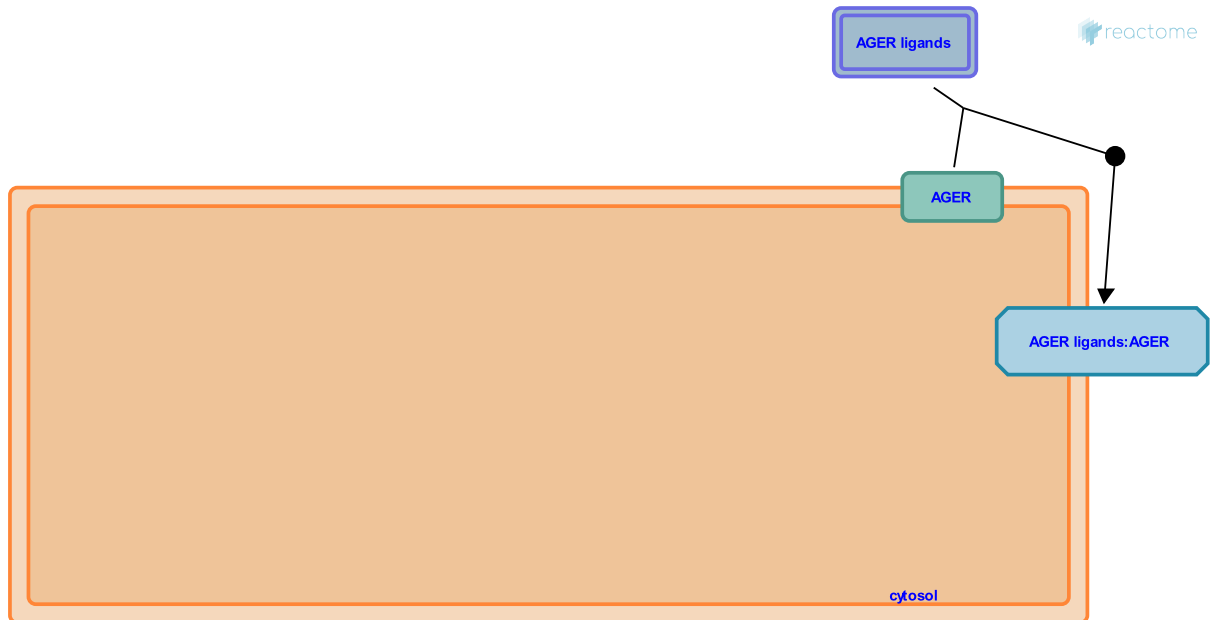 AGER ligands
reactome
AGER
AGER ligands:AGER
cytosol